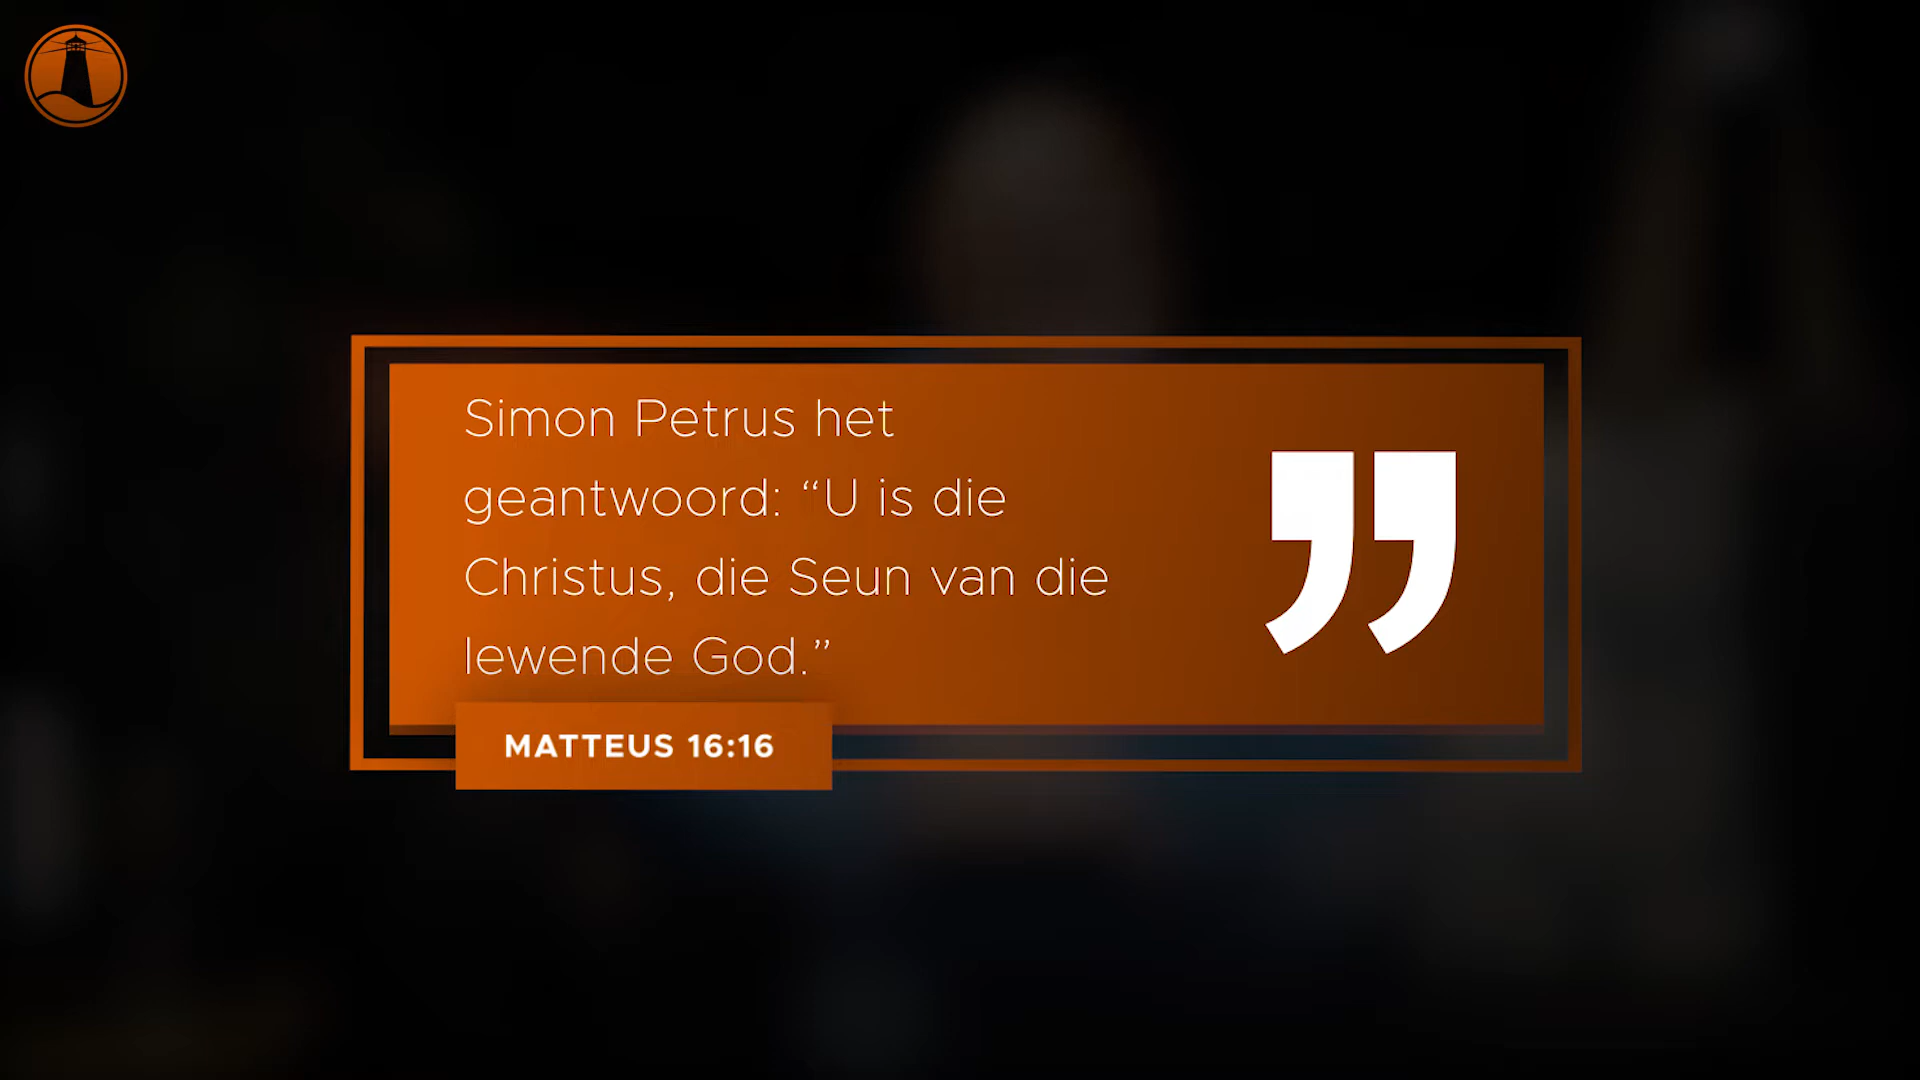 Simon Petrus het
geantwoord: “U is die
Christus, die Seun van die
lewende God.”
MATTEUS 16:16